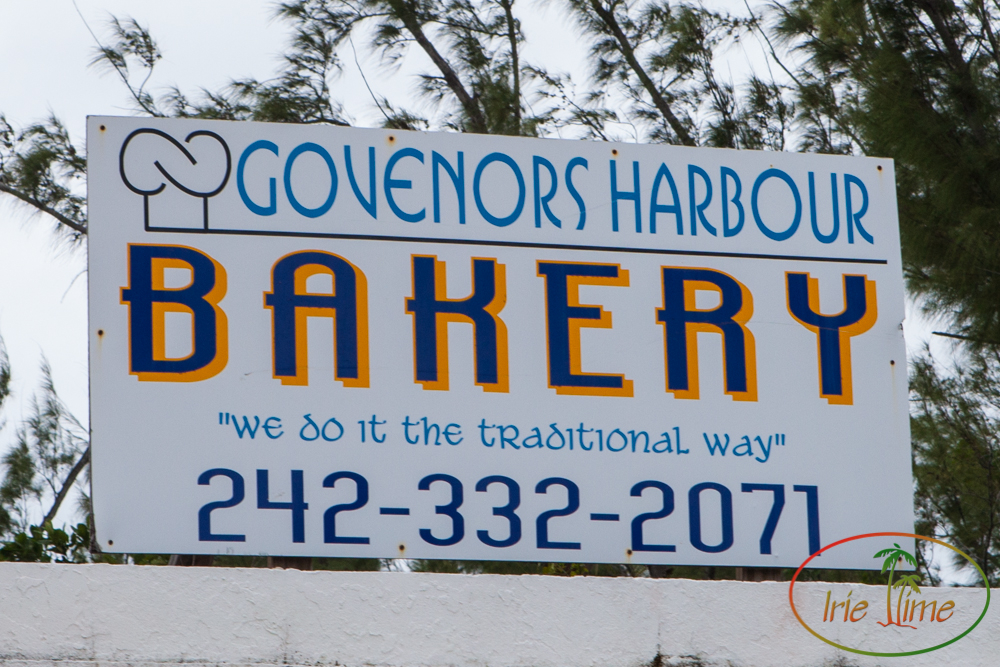 GOVENORS HARBOUR
BAKERY
"we do it the traditional way"
242-332-2071
Irie Time